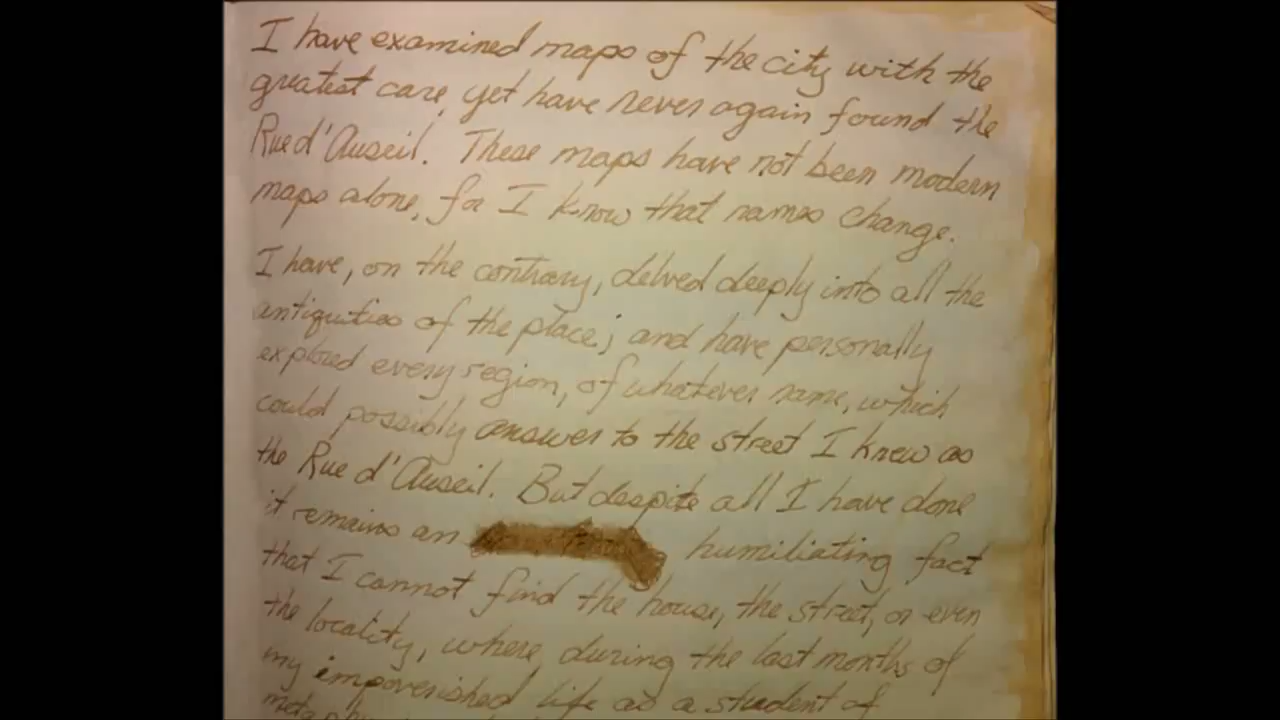 I have examined maps of the city with the
greatest care, yet have never again found the
Rue d'Auseil. These maps have not been modern
maps alone, for I know that names change.
I have, on the contrary, delved deeply into all the
antiquities of the place; and have personally
explored every region, of whatever name, which
could possibly answer to the street I knew as
the Rue d'Auseil. But despite all I have done
it remains an humiliating fact
that I cannot find the house, the street, or even
the locality, where, during the last months of
my impoverished life as a student of